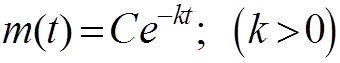 m(t) = Ce^{-kt}; (k > 0)